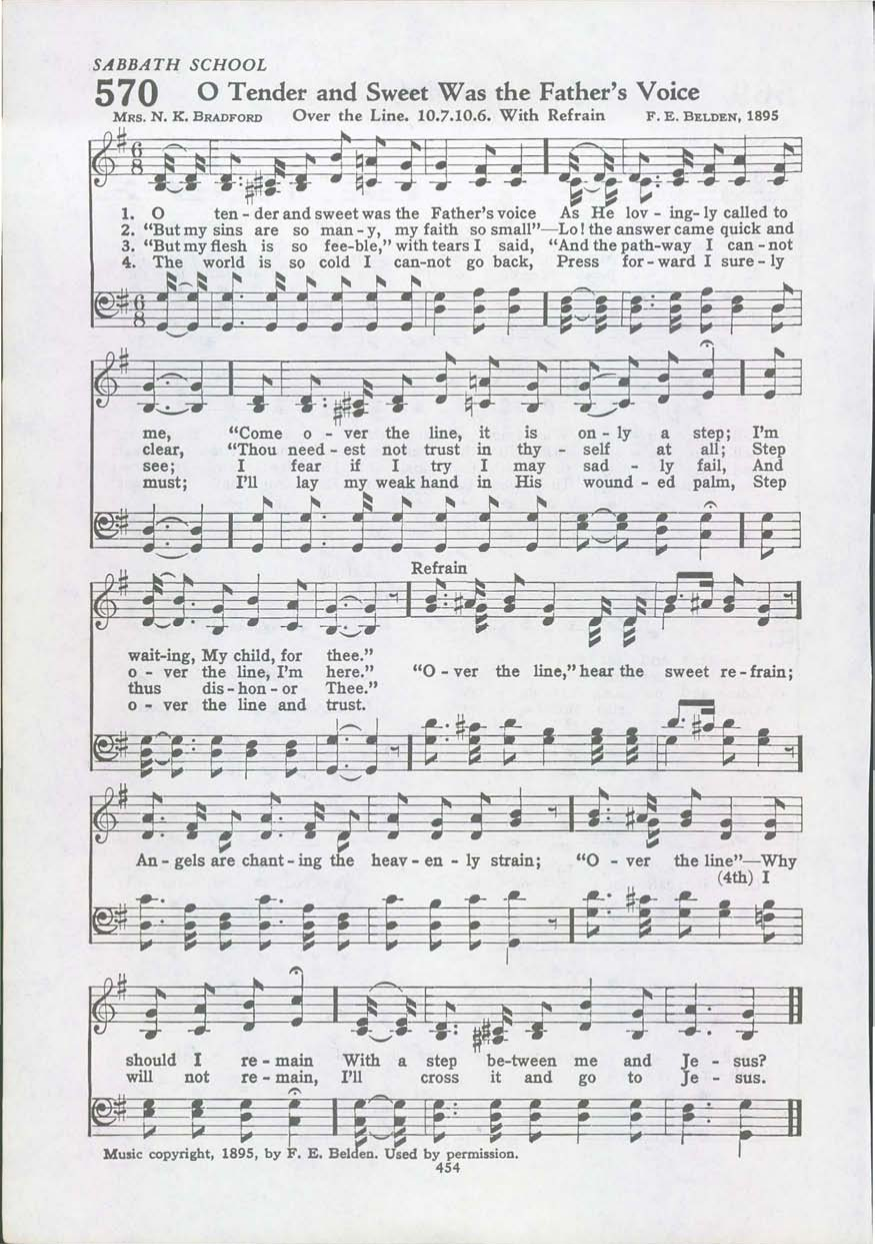 SABBATH SCHOOL
570 O Tender and Sweet Was the Father's Voice
MRS. N. K. BRADFORD Over the Line. 10.7.10.6. With Refrain F. E. BELDEN, 1895
1. O ten - der and sweet was the Father's voice As He lov - ing - ly called to
2. "But my sins are so man - y, my faith so small"—Lo! the answer came quick and
3. "But my flesh is so fee-ble," with tears I said, "And the path-way I can-not
4. The world is so cold I can-not go back, Press for-ward I sure-ly
me, "Come o - ver the line, it is on - ly a step; I'm
clear, "Thou need - est not trust in thy - self at all; Step
see; I fear if I try I may sad - ly fail, And
must; I'll lay my weak hand in His wound - ed palm, Step
Refrain
wait-ing, My child, for thee."
o - ver the line, I'm here." "O - ver the line," hear the sweet re - frain;
thus dis - hon - or Thee."
o - ver the line and trust.
An - gels are chant - ing the heav - en - ly strain; "O - ver the line"—Why
(4th) I
should I re - main With a step be-tween me and Je - sus?
will not re - main, I'll cross it and go to Je - sus.
Music copyright, 1895, by F. E. Belden. Used by permission.
454